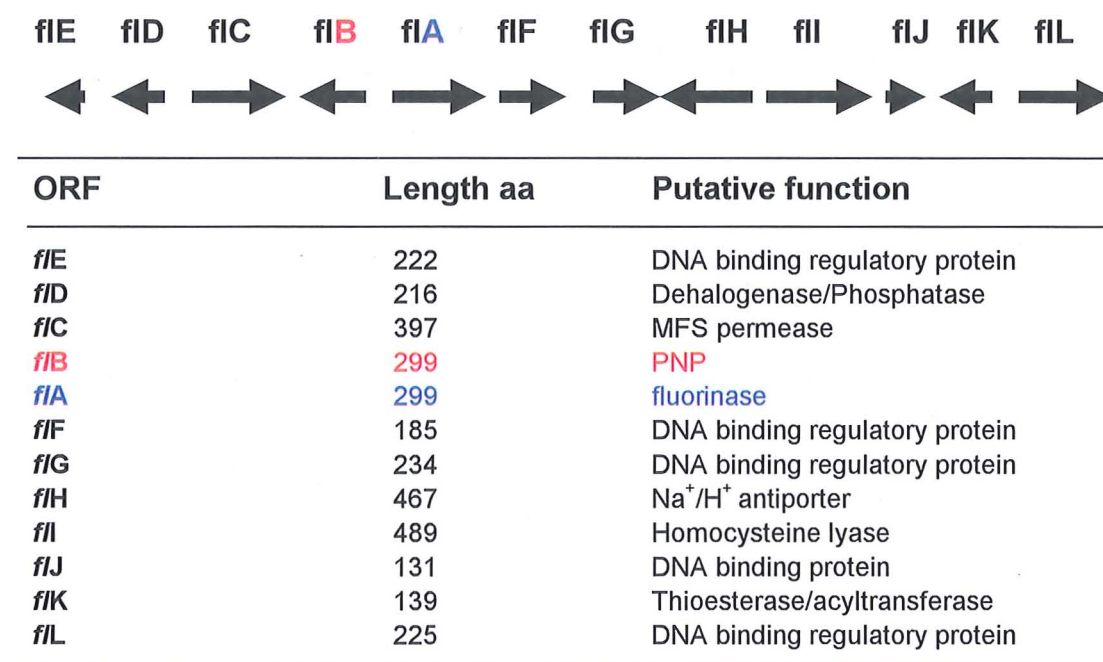 flE flD flC flB flA flF flG flH flI flJ flK flL
ORF Length aa Putative function
flE 222 DNA binding regulatory protein
flD 216 Dehalogenase/Phosphatase
flC 397 MFS permease
flB 299 PNP
flA 299 fluorinase
flF 185 DNA binding regulatory protein
flG 234 DNA binding regulatory protein
flH 467 Na⁺/H⁺ antiporter
flI 489 Homocysteine lyase
flJ 131 DNA binding protein
flK 139 Thioesterase/acyltransferase
flL 225 DNA binding regulatory protein